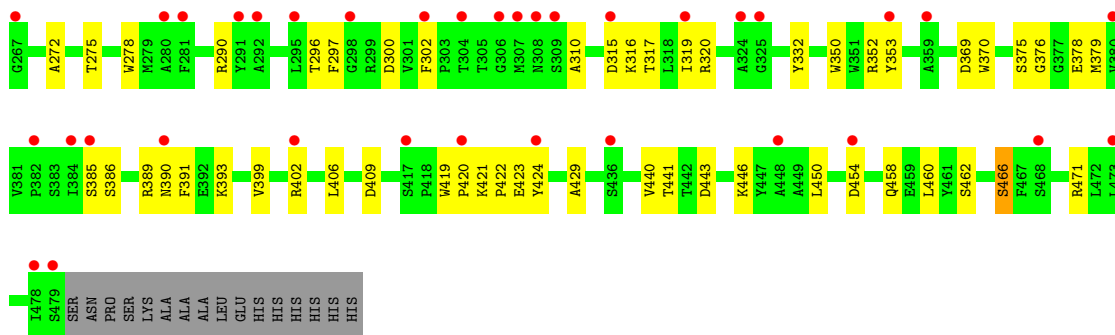 G267 A272 T275 W278 M279 A280 F281 R290 Y291 A292 L295 T296 F297 G298 R299 D300 V301 F302 P303 T304 T305 G306 M307 N308 S309 A310 D315 K316 T317 L318 I319 R320 A324 G325 Y332 W350 W351 R352 Y353 A359 D369 W370 S375 G376 G377 E378 M379
V381 P382 S383 I384 S385 S386 R389 N390 F391 E392 K393 V399 R402 L406 D409 S417 P418 W419 P420 K421 P422 E423 Y424 A429 S436 V440 T441 T442 D443 K446 Y447 A448 A449 L450 D454 Q458 E459 L460 Y461 S462 S466 F467 S468 R471 L472
I478 S479 SER ASN PRO SER LYS ALA ALA ALA LEU GLU HIS HIS HIS HIS HIS HIS